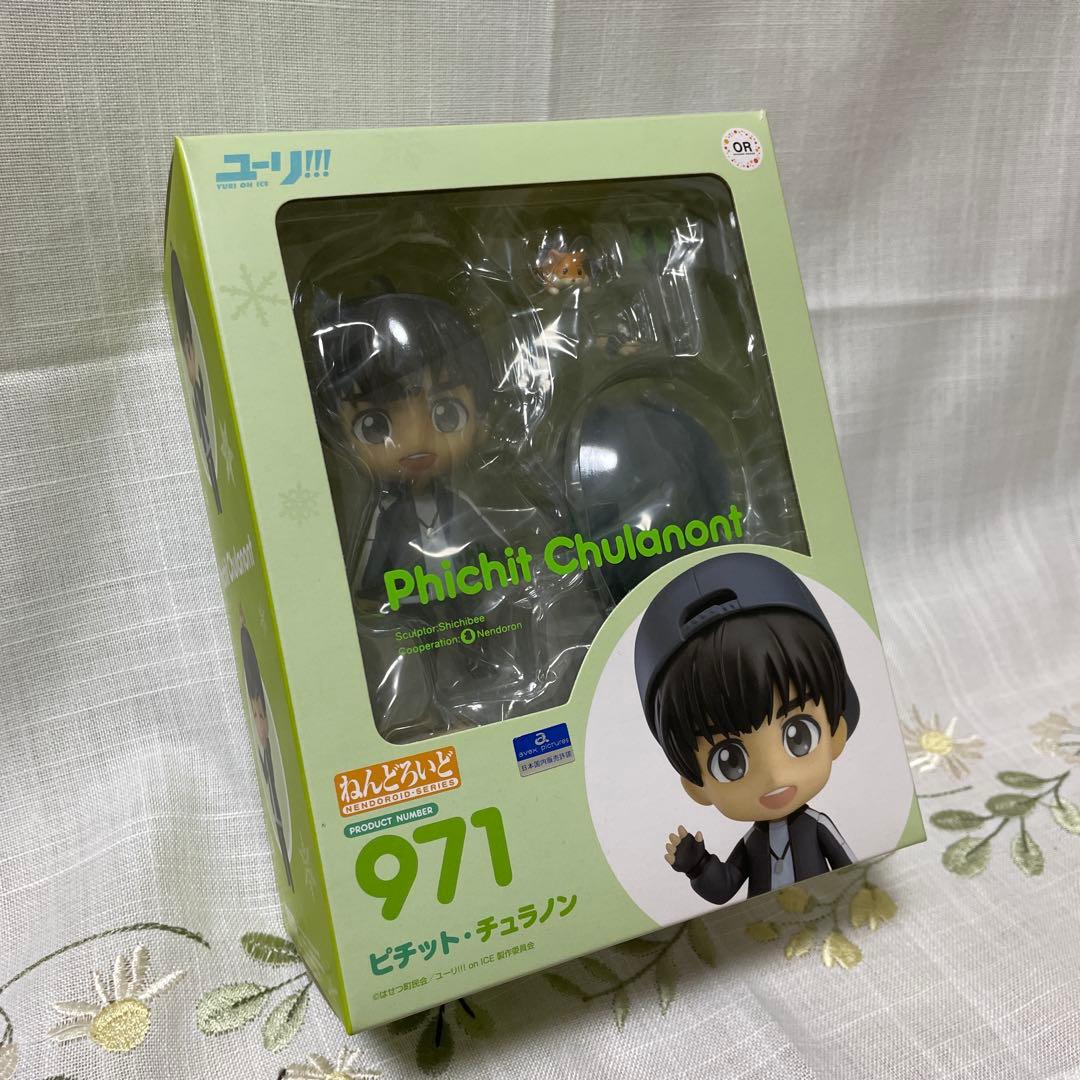 ユーリ!!!
YURI ON ICE
OR
Phichit Chulanont
Sculptor:Shichibee
Cooperation: Nendoron
avex pictures
日本国内販売許諾
ねんどろいど
NENDOROID-SERIES
PRODUCT NUMBER
971
ピチット・チュラノン
©はせつ町民会/ユーリ!!! on ICE 製作委員会
Chulanont